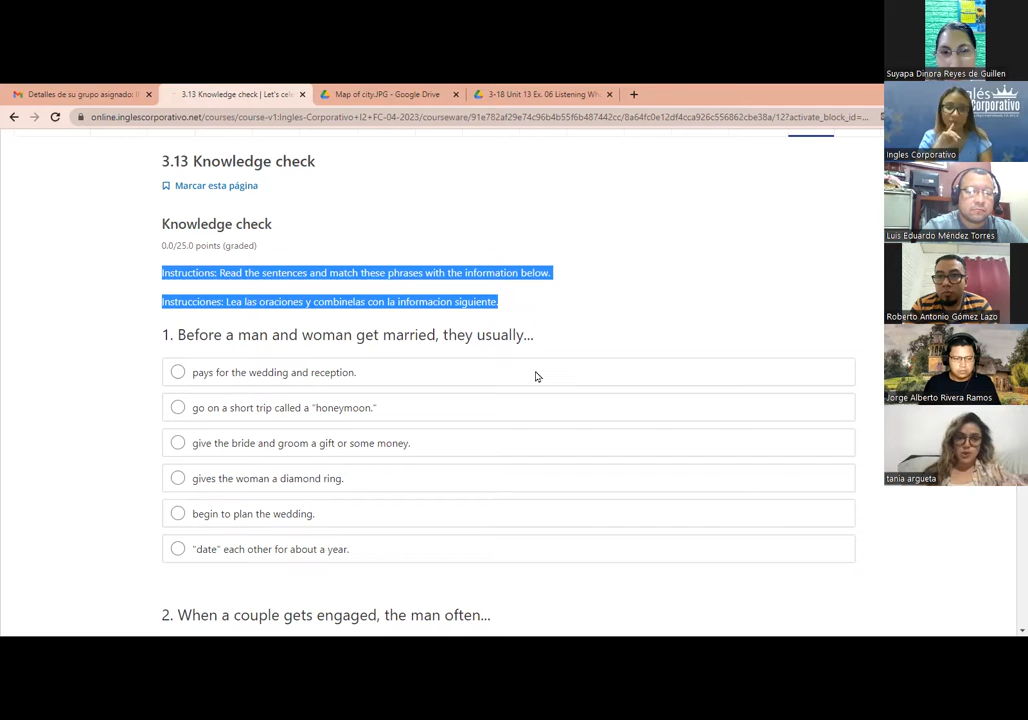 Detalles de su grupo asignado: I
3.13 Knowledge check | Let's cele
Map of city.JPG - Google Drive
3-18 Unit 13 Ex. 06 Listening Wh
online.inglescorporativo.net/courses/course-v1:Ingles-Corporativo+I2+FC-04-2023/courseware/91e782af29e74c96b4b55f6b487442cc/8a64fc0e12df4cca926c556862cbe38a/12?activate_block_id=...
3.13 Knowledge check
Marcar esta página
Knowledge check
0.0/25.0 points (graded)
Instructions: Read the sentences and match these phrases with the information below.
Instrucciones: Lea las oraciones y combinelas con la informacion siguiente.
1. Before a man and woman get married, they usually...
pays for the wedding and reception.
go on a short trip called a "honeymoon."
give the bride and groom a gift or some money.
gives the woman a diamond ring.
begin to plan the wedding.
"date" each other for about a year.
2. When a couple gets engaged, the man often...
Suyapa Dinora Reyes de Guillen
Inglés
Corporativo
Ingles Corporativo
Luis Eduardo Méndez Torres
Roberto Antonio Gómez Lazo
Jorge Alberto Rivera Ramos
tania argueta